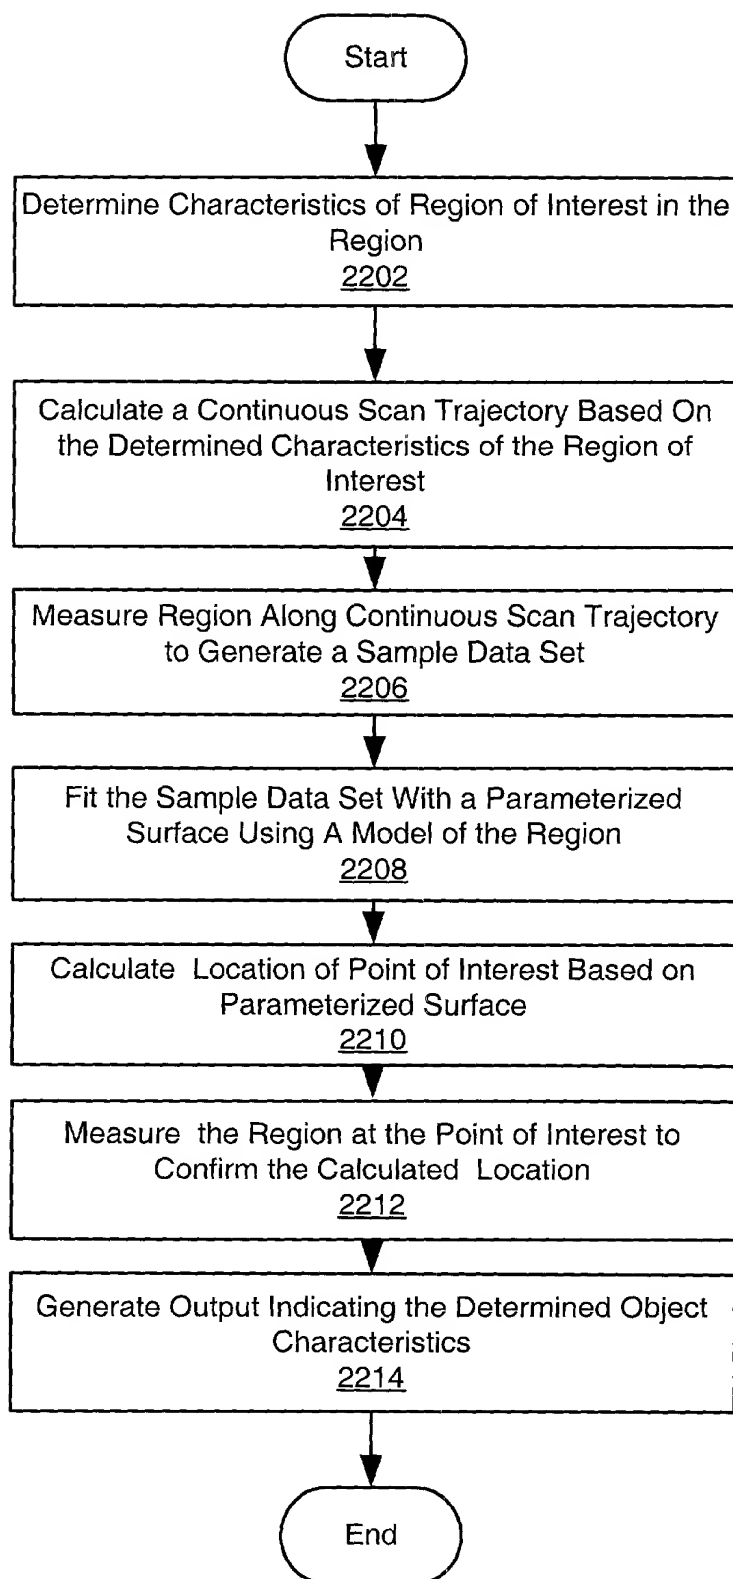 Start
Determine Characteristics of Region of Interest in the
Region
2202
Calculate a Continuous Scan Trajectory Based On
the Determined Characteristics of the Region of
Interest
2204
Measure Region Along Continuous Scan Trajectory
to Generate a Sample Data Set
2206
Fit the Sample Data Set With a Parameterized
Surface Using A Model of the Region
2208
Calculate Location of Point of Interest Based on
Parameterized Surface
2210
Measure the Region at the Point of Interest to
Confirm the Calculated Location
2212
Generate Output Indicating the Determined Object
Characteristics
2214
End